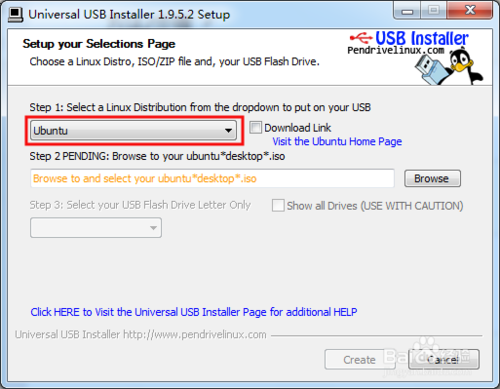 Universal USB Installer 1.9.5.2 Setup
Setup your Selections Page
Choose a Linux Distro, ISO/ZIP file and, your USB Flash Drive.
USB Installer
Pendrivelinux.com
Step 1: Select a Linux Distribution from the dropdown to put on your USB
Ubuntu
Download Link
Visit the Ubuntu Home Page
Step 2 PENDING: Browse to your ubuntu*desktop*.iso
Browse to and select your ubuntu*desktop*.iso
Browse
Step 3: Select your USB Flash Drive Letter Only
Show all Drives (USE WITH CAUTION)
Click HERE to Visit the Universal USB Installer Page for additional HELP
Universal USB Installer http://www.pendrivelinux.com
Create
Cancel